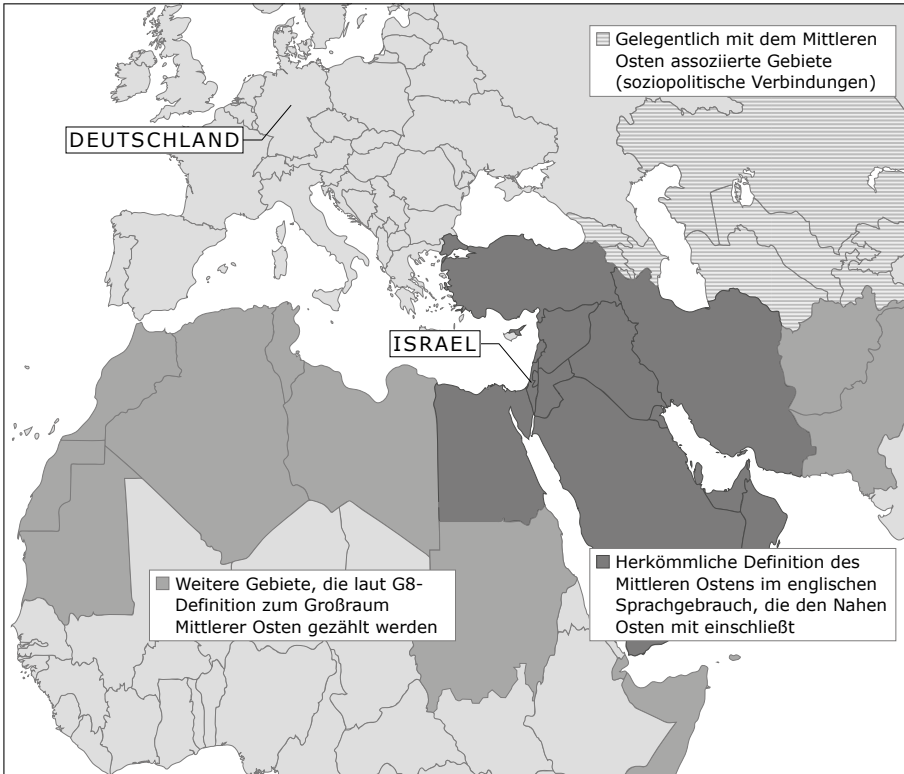 Gelegentlich mit dem Mittleren
Osten assoziierte Gebiete
(soziopolitische Verbindungen)
DEUTSCHLAND
ISRAEL
Weitere Gebiete, die laut G8-
Definition zum Großraum
Mittlerer Osten gezählt werden
Herkömmliche Definition des
Mittleren Ostens im englischen
Sprachgebrauch, die den Nahen
Osten mit einschließt